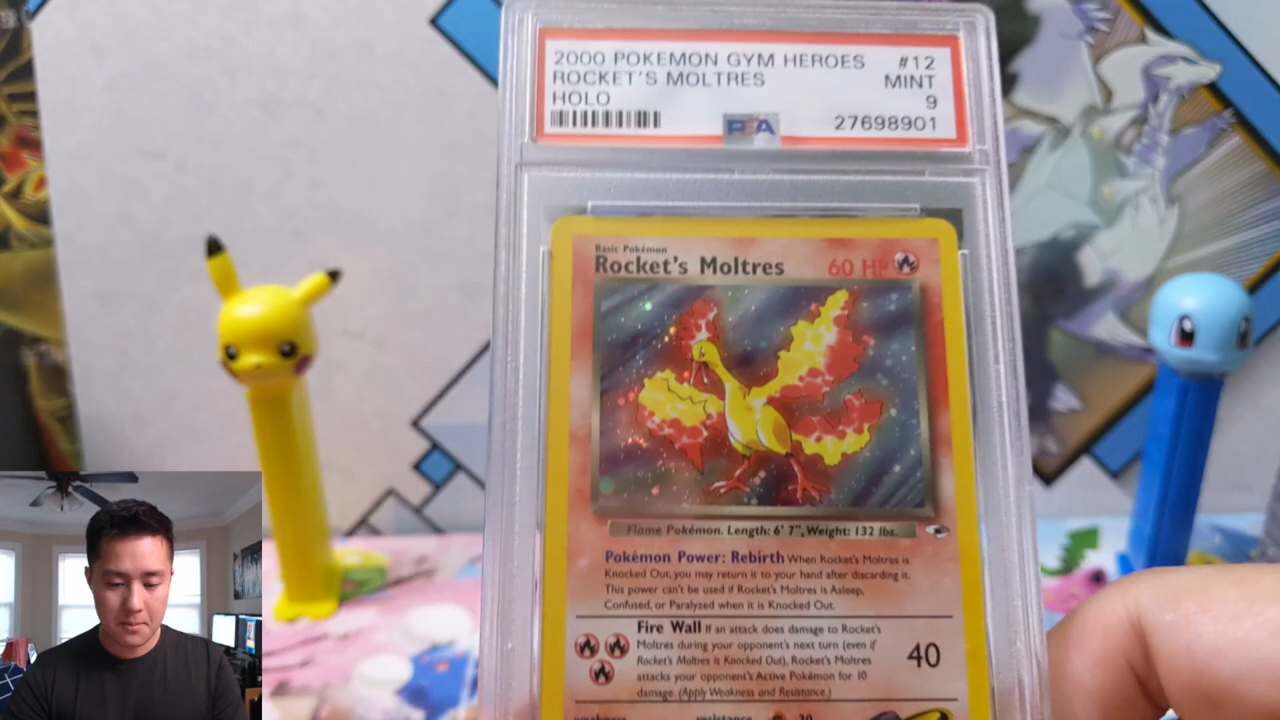 2000 POKEMON GYM HEROES #12
ROCKET'S MOLTRES MINT
HOLO 9
PSA 27698901
Basic Pokémon
Rocket's Moltres 60 HP
Flame Pokémon. Length: 6' 7", Weight: 132 lbs.
Pokémon Power: Rebirth When Rocket's Moltres is
Knocked Out, you may return it to your hand after discarding it.
This power can't be used if Rocket's Moltres is Asleep,
Confused, or Paralyzed when it is Knocked Out.
Fire Wall If an attack does damage to Rocket's
Moltres during your opponent's next turn (even if
Rocket's Moltres is Knocked Out), Rocket's Moltres
attacks your opponent's Active Pokémon for 10
damage. (Apply Weakness and Resistance.)
40
weakness resistance 30